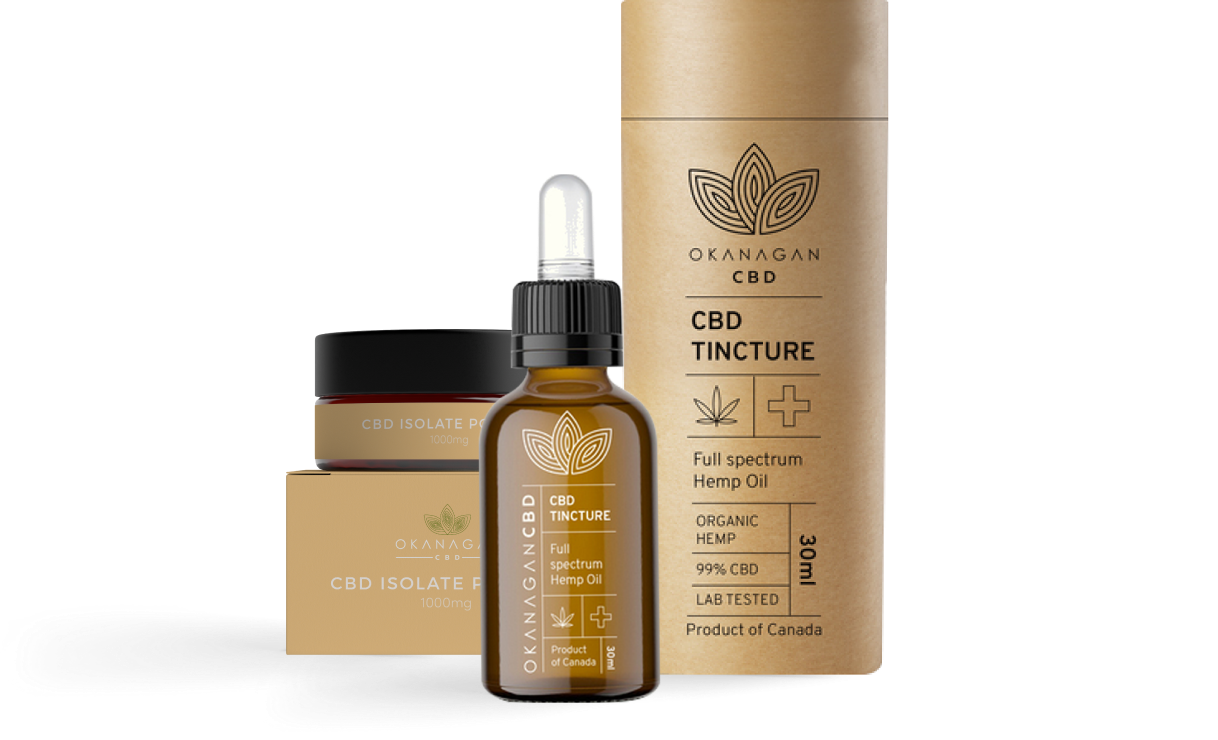 OKANAGAN
CBD
CBD
TINCTURE
Full spectrum
Hemp Oil
ORGANIC
HEMP
99% CBD
LAB TESTED
30ml
Product of Canada
OKANAGAN CBD
CBD
TINCTURE
Full
spectrum
Hemp Oil
Product
of Canada
30ml
CBD ISOLATE
1000mg
CBD
CBD ISOLATE
1000mg